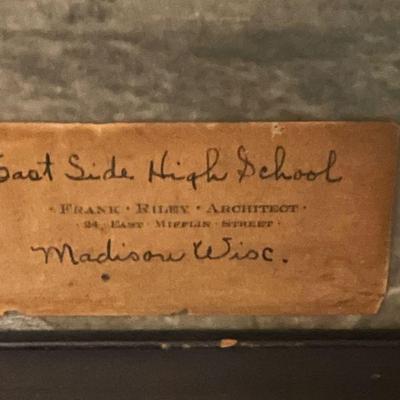 East Side High School
· FRANK · RILEY · ARCHITECT ·
24 EAST MIFFLIN STREET ·
Madison Wisc.